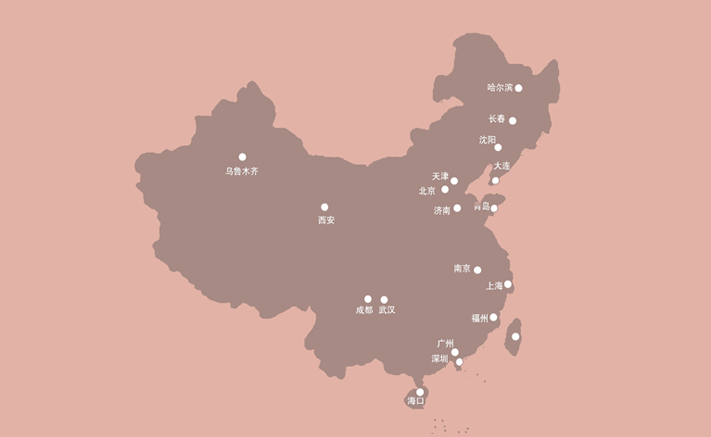 哈尔滨
长春
沈阳
大连
乌鲁木齐
天津
北京
济南
青岛
西安
南京
上海
成都
武汉
福州
广州
深圳
海口